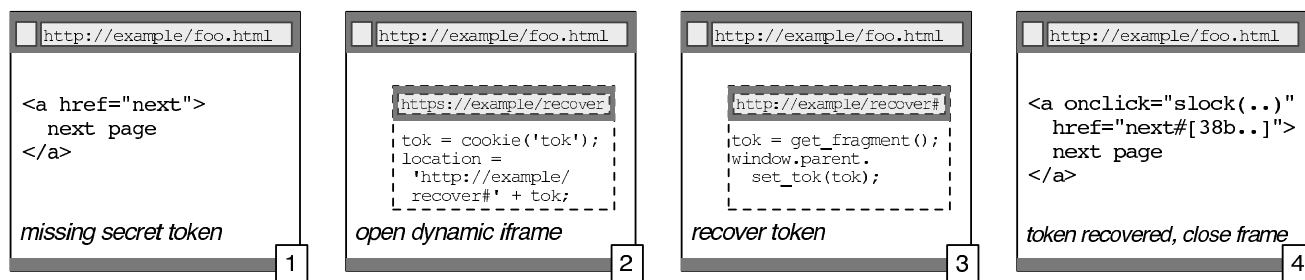 http://example/foo.html
<a href="next">
next page
</a>
missing secret token
1
http://example/foo.html
https://example/recover
tok = cookie('tok');
location =
'http://example/
recover#' + tok;
open dynamic iframe
2
http://example/foo.html
http://example/recover#
tok = get_fragment();
window.parent.
set_tok(tok);
recover token
3
http://example/foo.html
<a onclick="slock(..)"
href="next#[38b..]">
next page
</a>
token recovered, close frame
4